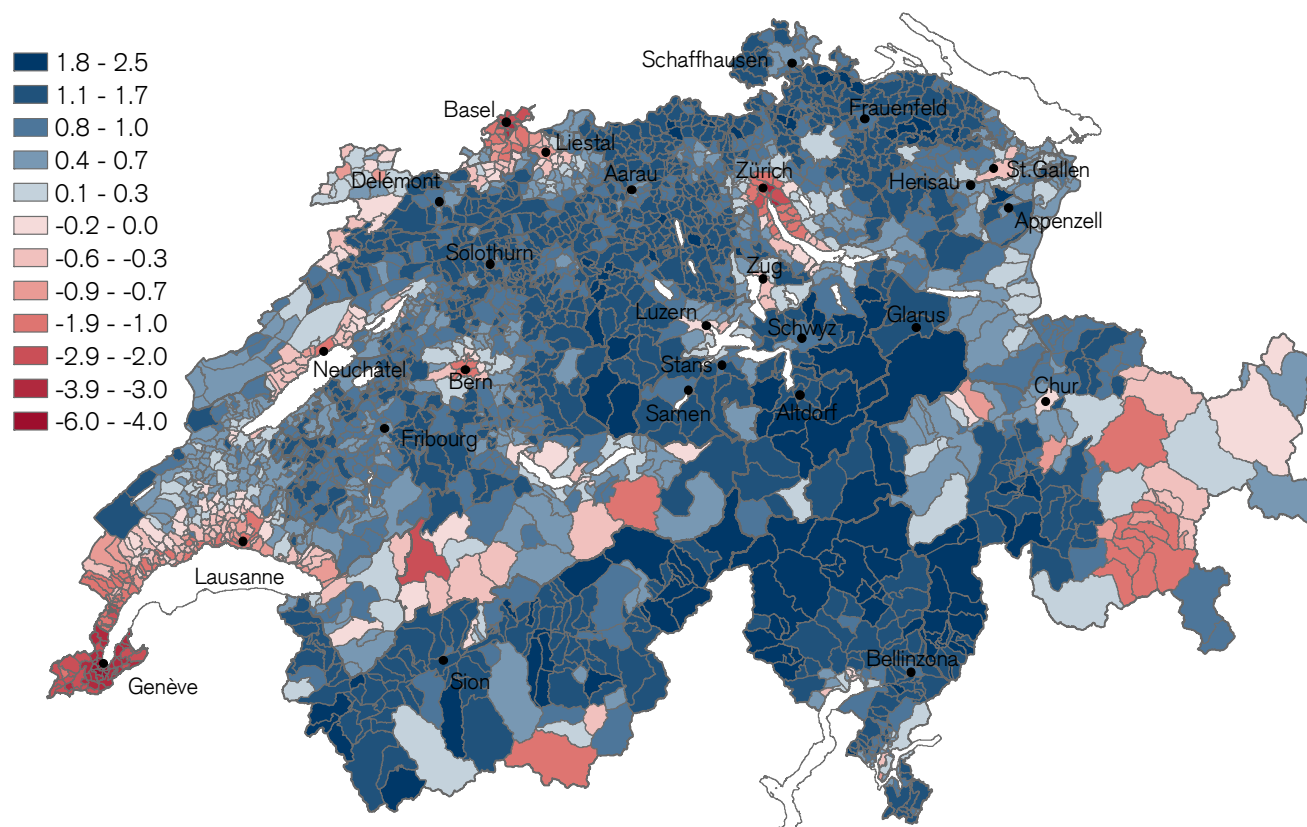 1.8 - 2.5
1.1 - 1.7
0.8 - 1.0
0.4 - 0.7
0.1 - 0.3
-0.2 - 0.0
-0.6 - -0.3
-0.9 - -0.7
-1.9 - -1.0
-2.9 - -2.0
-3.9 - -3.0
-6.0 - -4.0
Schaffhausen
Basel
Frauenfeld
Liestal
Delémont
Aarau
Zürich
Herisau
St.Gallen
Appenzell
Solothurn
Zug
Luzern
Schwyz
Glarus
Neuchâtel
Bern
Stans
Sarnen
Altdorf
Chur
Fribourg
Lausanne
Genève
Sion
Bellinzona